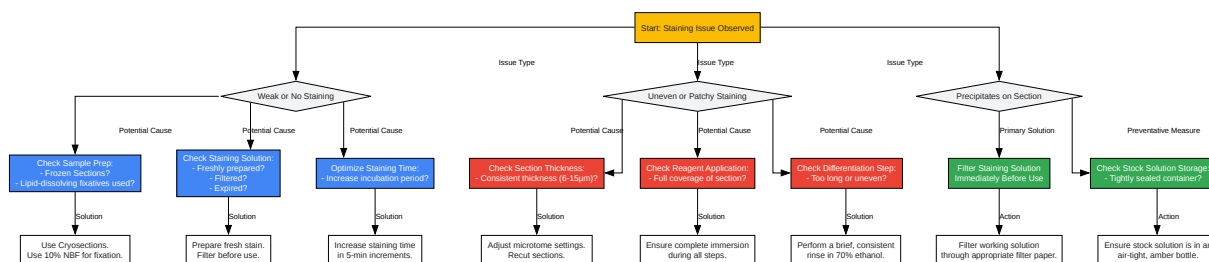 Start: Staining Issue Observed
Issue Type
Issue Type
Issue Type
Weak or No Staining
Uneven or Patchy Staining
Precipitates on Section
Potential Cause
Potential Cause
Potential Cause
Potential Cause
Potential Cause
Potential Cause
Primary Solution
Preventative Measure
Check Sample Prep:
- Frozen Sections?
- Lipid-dissolving fixatives used?
Check Staining Solution:
- Freshly prepared?
- Filtered?
- Expired?
Optimize Staining Time:
- Increase incubation period?
Check Section Thickness:
- Consistent thickness (6-15μm)?
Check Reagent Application:
- Full coverage of section?
Check Differentiation Step:
- Too long or uneven?
Filter Staining Solution
Immediately Before Use
Check Stock Solution Storage:
- Tightly sealed container?
Solution
Solution
Solution
Solution
Solution
Solution
Action
Action
Use Cryosections.
Use 10% NBF for fixation.
Prepare fresh stain.
Filter before use.
Increase staining time
in 5-min increments.
Adjust microtome settings.
Recut sections.
Ensure complete immersion
during all steps.
Perform a brief, consistent
rinse in 70% ethanol.
Filter working solution
through appropriate filter paper.
Ensure stock solution is in an
air-tight, amber bottle.